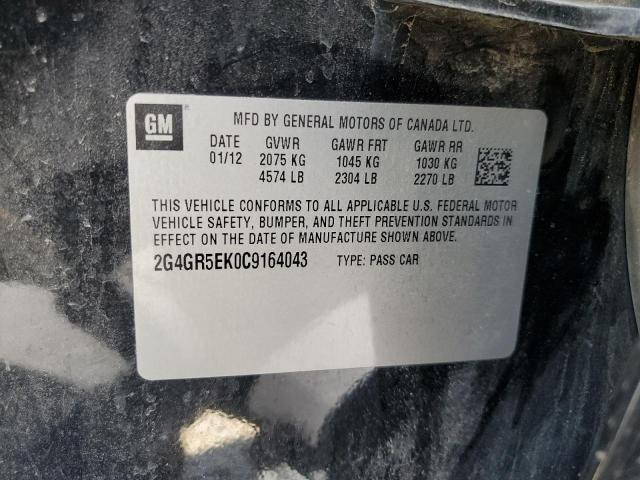 GM
MFD BY GENERAL MOTORS OF CANADA LTD.
DATE GVWR GAWR FRT GAWR RR
01/12 2075 KG 1045 KG 1030 KG
4574 LB 2304 LB 2270 LB
THIS VEHICLE CONFORMS TO ALL APPLICABLE U.S. FEDERAL MOTOR
VEHICLE SAFETY, BUMPER, AND THEFT PREVENTION STANDARDS IN
EFFECT ON THE DATE OF MANUFACTURE SHOWN ABOVE.
2G4GR5EK0C9164043 TYPE: PASS CAR